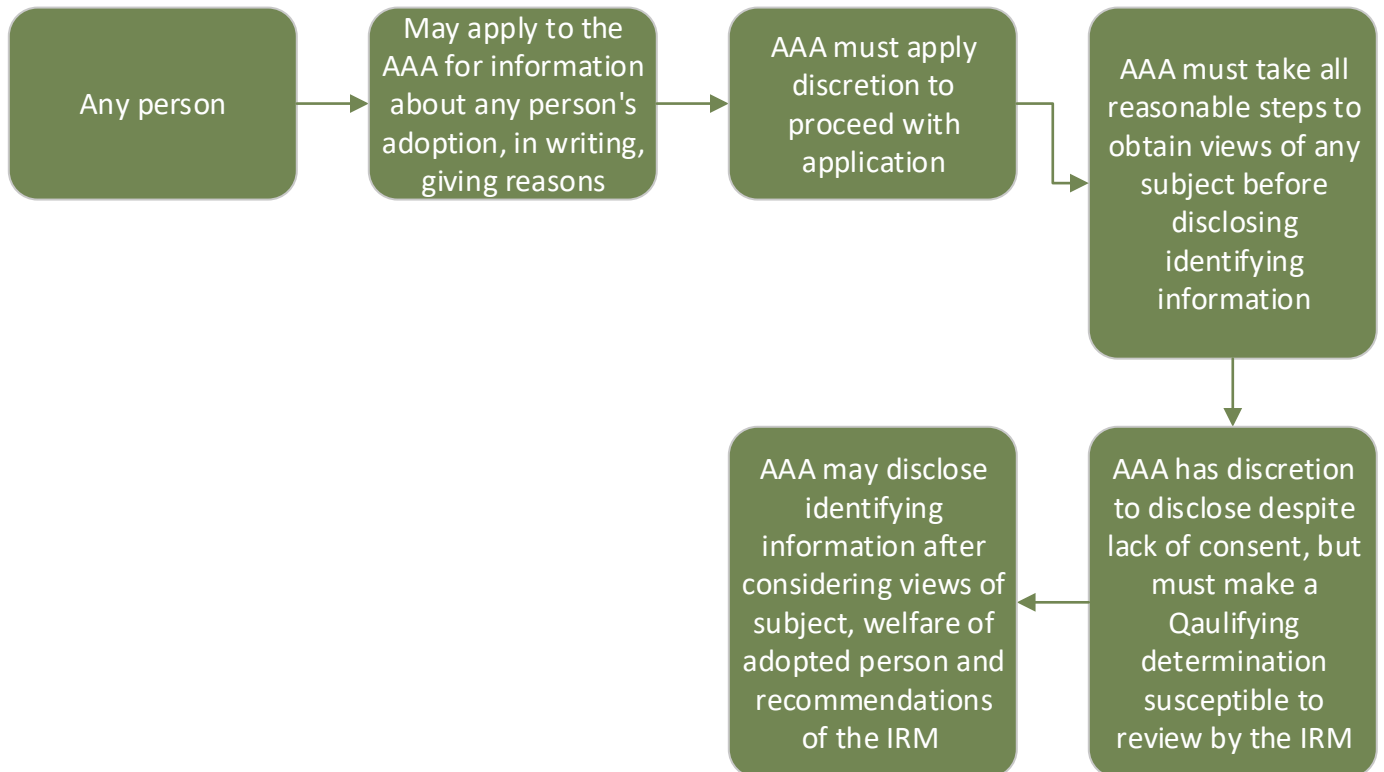 Any person
May apply to the
AAA for information
about any person's
adoption, in writing,
giving reasons
AAA must apply
discretion to
proceed with
application
AAA must take all
reasonable steps to
obtain views of any
subject before
disclosing
identifying
information
AAA has discretion
to disclose despite
lack of consent, but
must make a
Qaulifying
determination
susceptible to
review by the IRM
AAA may disclose
identifying
information after
considering views of
subject, welfare of
adopted person and
recommendations
of the IRM